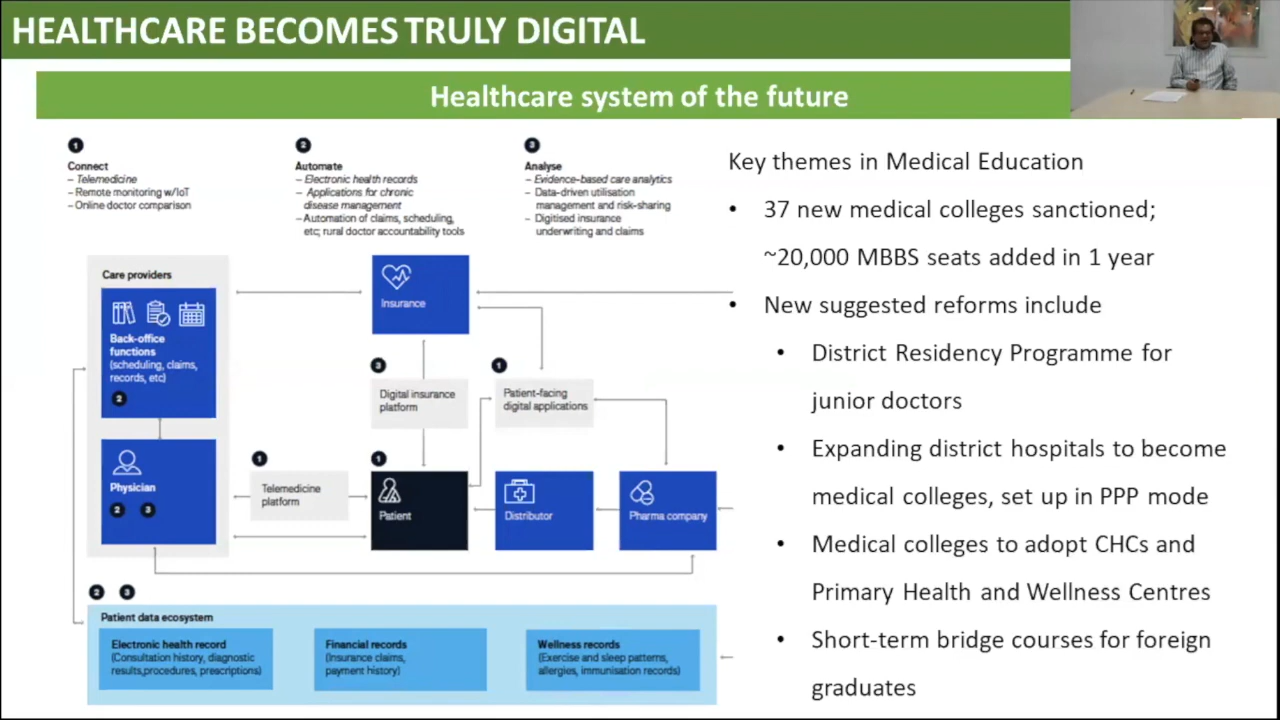 HEALTHCARE BECOMES TRULY DIGITAL
Healthcare system of the future
1
Connect
– Telemedicine
– Remote monitoring w/IoT
– Online doctor comparison
2
Automate
– Electronic health records
– Applications for chronic
disease management
– Automation of claims, scheduling,
etc; rural doctor accountability tools
3
Analyse
– Evidence-based care analytics
– Data-driven utilisation
management and risk-sharing
– Digitised insurance
underwriting and claims
Care providers
Back-office
functions
(scheduling, claims,
records, etc)
2
Physician
2 3
Insurance
3
Digital insurance
platform
1
Patient-facing
digital applications
1
Telemedicine
platform
1
Patient
Distributor
Pharma company
2 3
Patient data ecosystem
Electronic health record
(Consultation history, diagnostic
results,procedures, prescriptions)
Financial records
(Insurance claims,
payment history)
Wellness records
(Exercise and sleep patterns,
allergies, immunisation records)
Key themes in Medical Education
• 37 new medical colleges sanctioned;
~20,000 MBBS seats added in 1 year
• New suggested reforms include
• District Residency Programme for
junior doctors
• Expanding district hospitals to become
medical colleges, set up in PPP mode
• Medical colleges to adopt CHCs and
Primary Health and Wellness Centres
• Short-term bridge courses for foreign
graduates